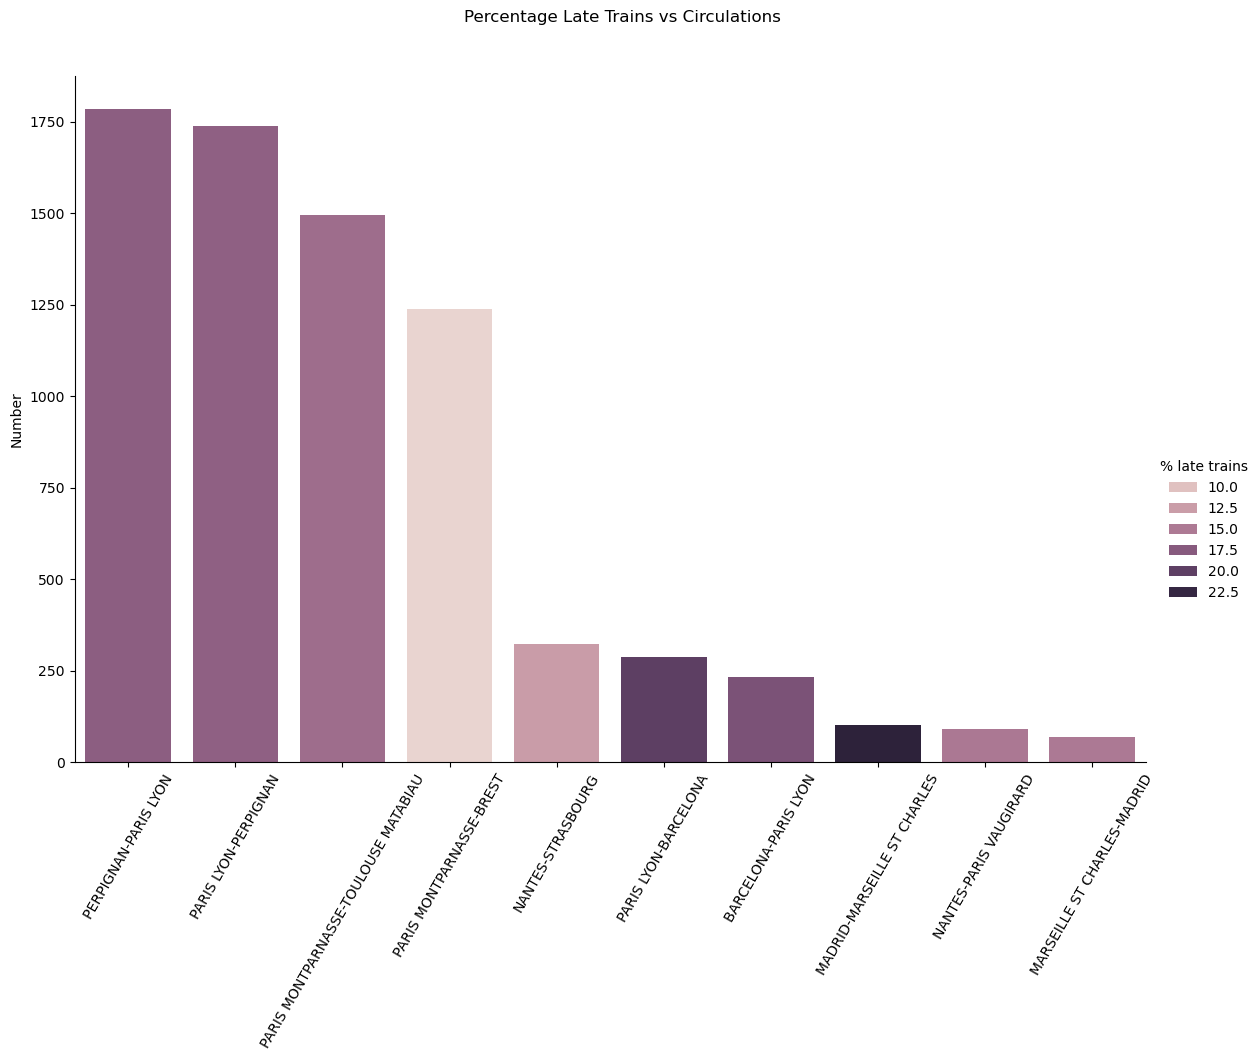 Percentage Late Trains vs Circulations
1750
1500
1250
1000
750
500
250
0
Number
PERPIGNAN-PARIS LYON
PARIS LYON-PERPIGNAN
PARIS MONTPARNASSE-TOULOUSE MATABIAU
PARIS MONTPARNASSE-BREST
NANTES-STRASBOURG
PARIS LYON-BARCELONA
BARCELONA-PARIS LYON
MADRID-MARSEILLE ST CHARLES
NANTES-PARIS VAUGIRARD
MARSEILLE ST CHARLES-MADRID
% late trains
10.0
12.5
15.0
17.5
20.0
22.5